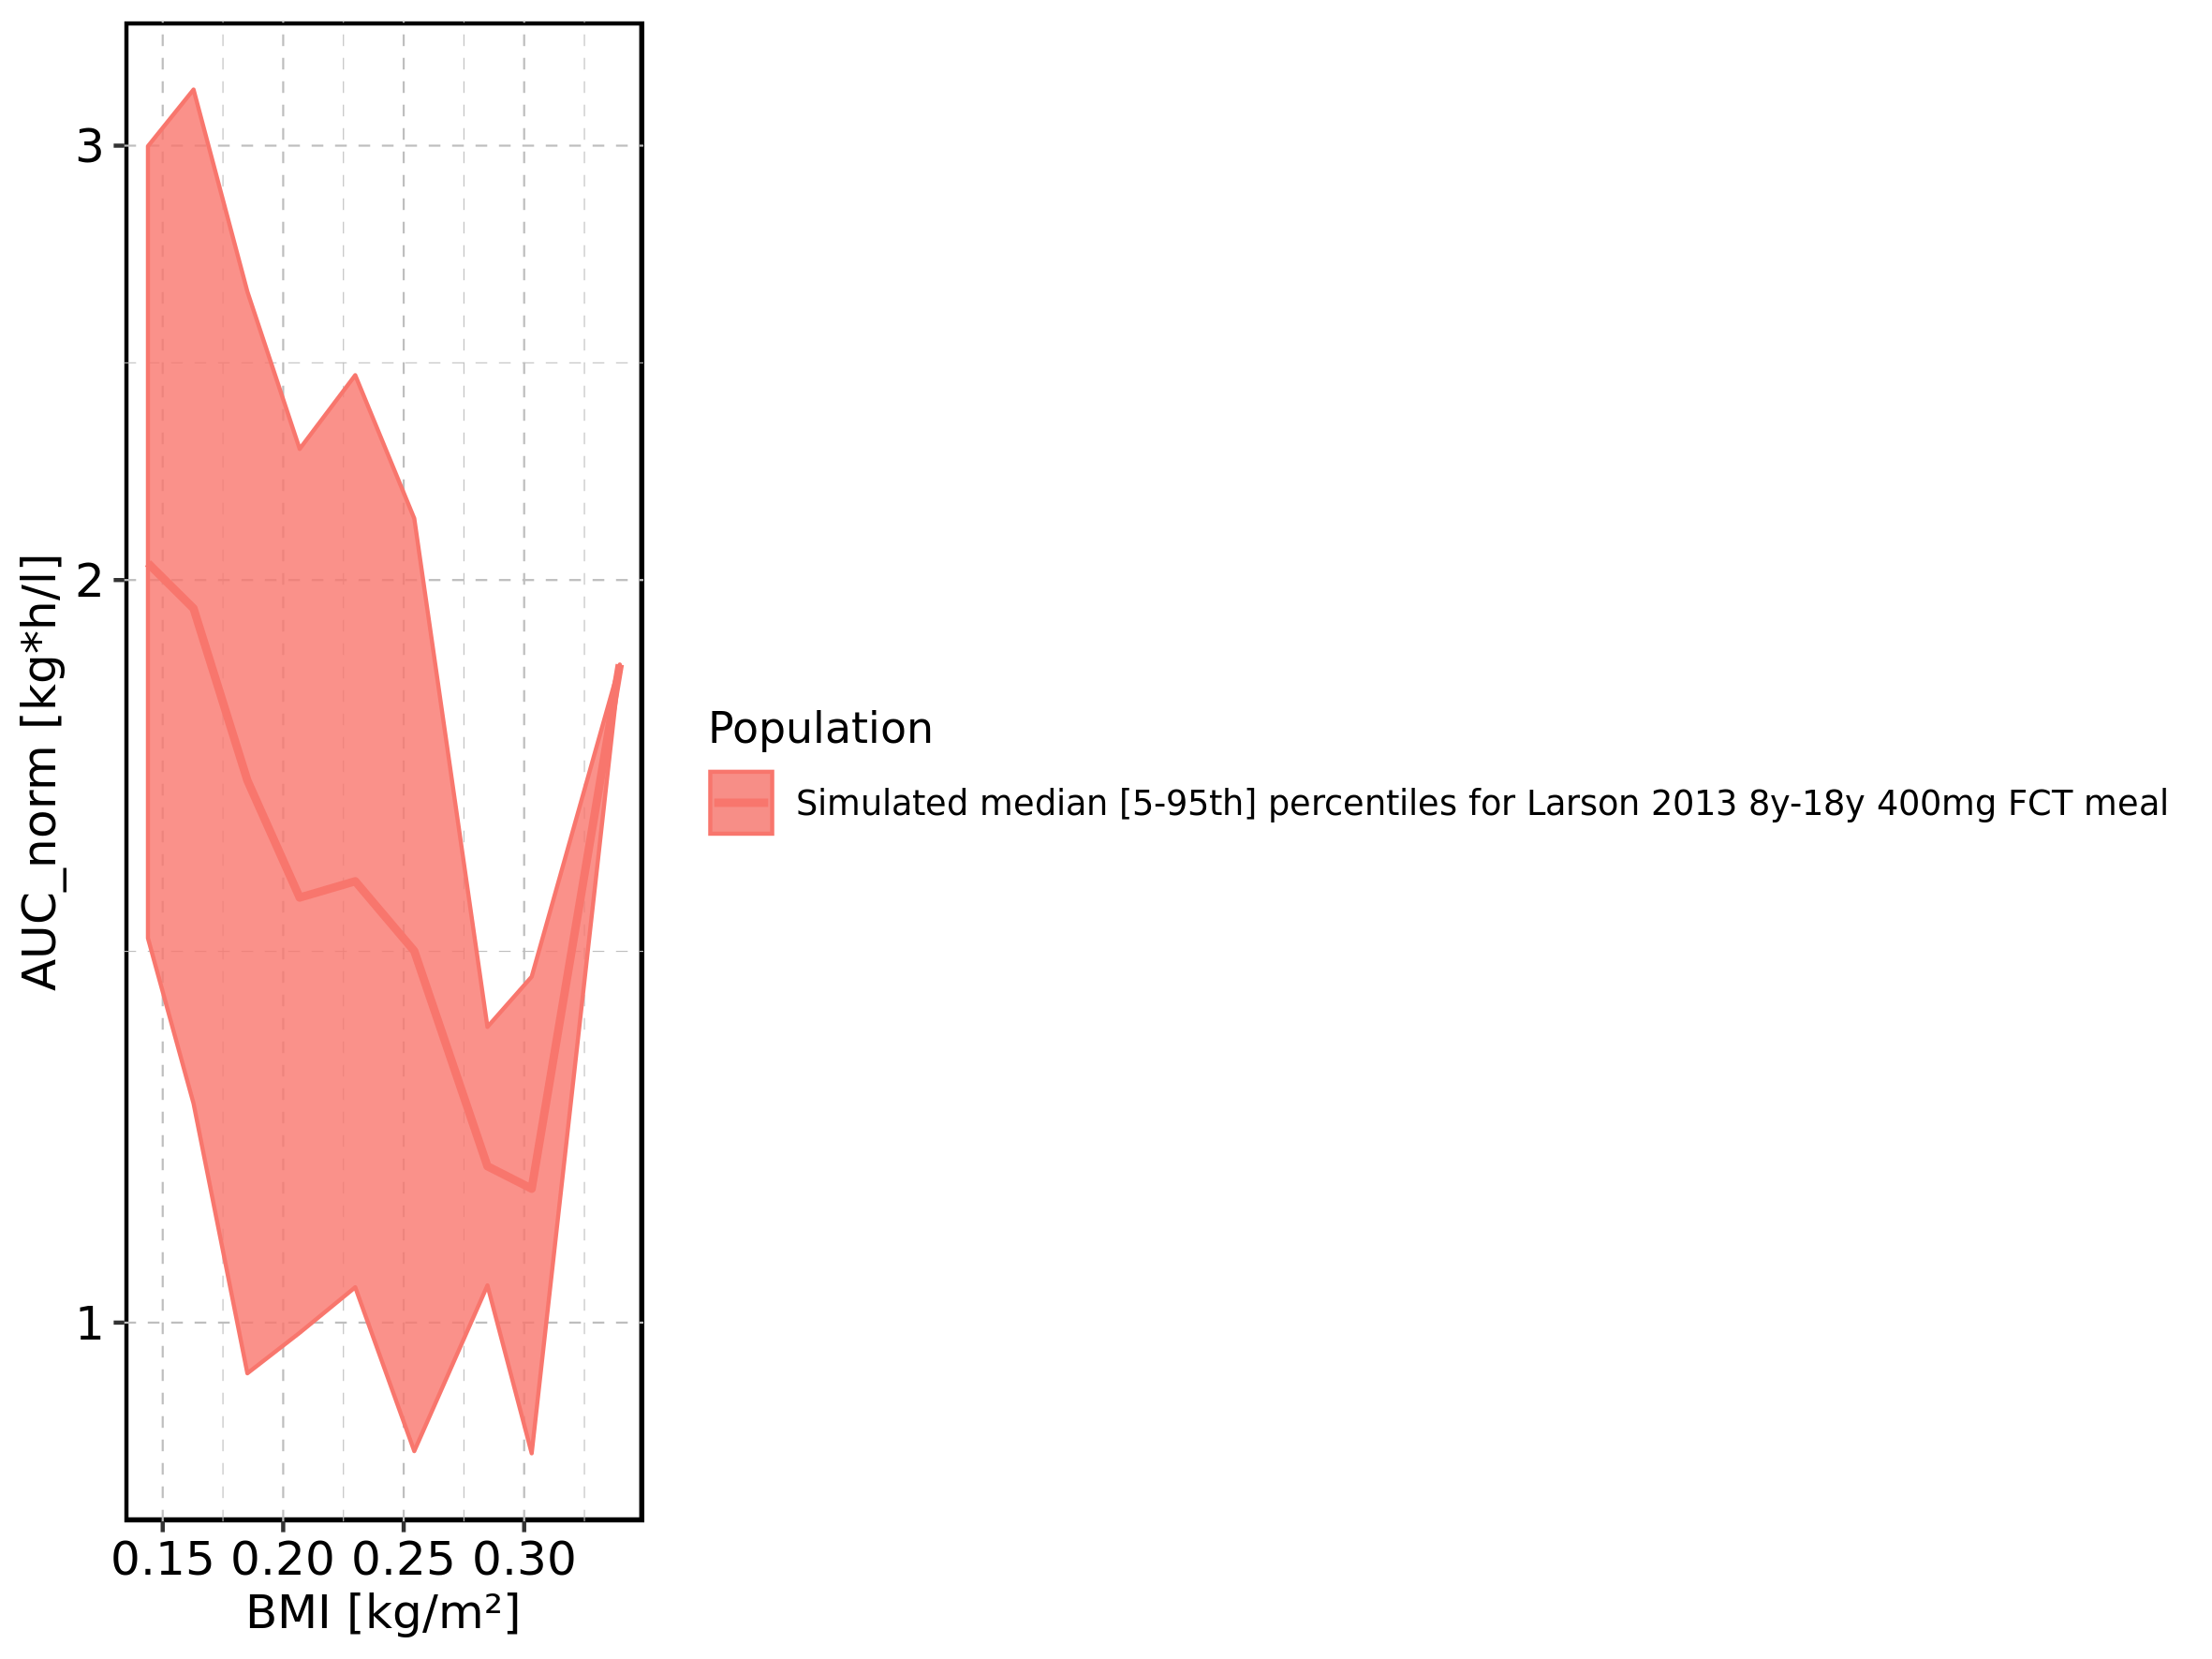 AUC_norm [kg*h/l]
3
2
1
0.15 0.20 0.25 0.30
BMI [kg/m²]
Population
Simulated median [5-95th] percentiles for Larson 2013 8y-18y 400mg FCT meal